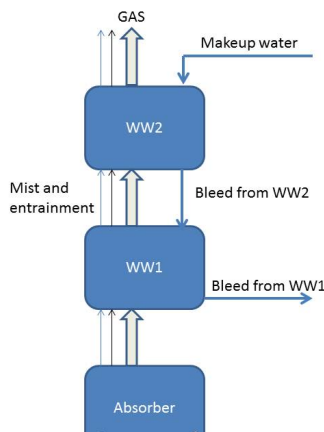 GAS
Makeup water
WW2
Mist and
entrainment
Bleed from WW2
WW1
Bleed from WW1
Absorber